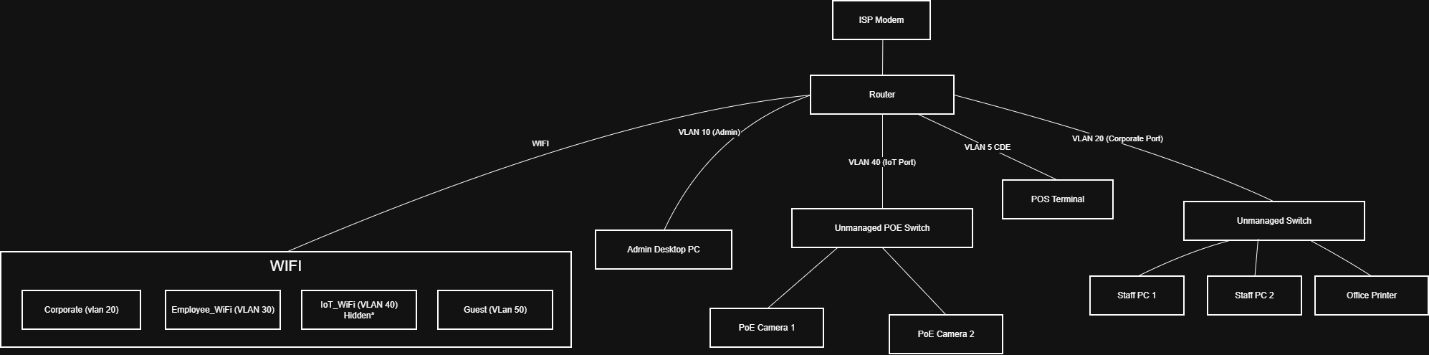 ISP Modem
Router
VLAN 10 (Admin)
WIFI
VLAN 20 (Corporate Port)
VLAN 5 CDE
VLAN 40 (IoT Port)
POS Terminal
Unmanaged POE Switch
Unmanaged Switch
Admin Desktop PC
WIFI
Corporate (vlan 20)
Employee_WiFi (VLAN 30)
IoT_WiFi (VLAN 40)
Hidden*
Guest (VLan 50)
Staff PC 1
Staff PC 2
Office Printer
PoE Camera 1
PoE Camera 2